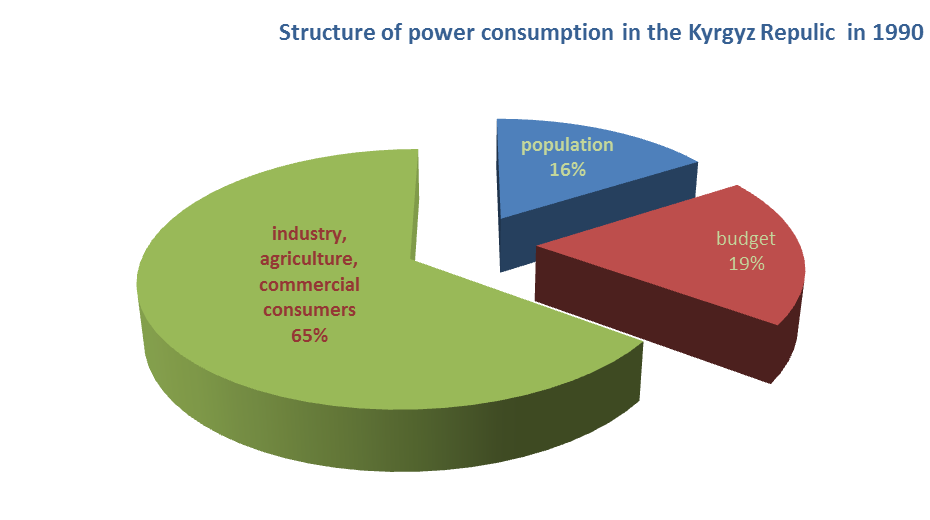 Structure of power consumption in the Kyrgyz Repulic  in 1990
population
16%
budget
19%
industry,
agriculture,
commercial
consumers
65%